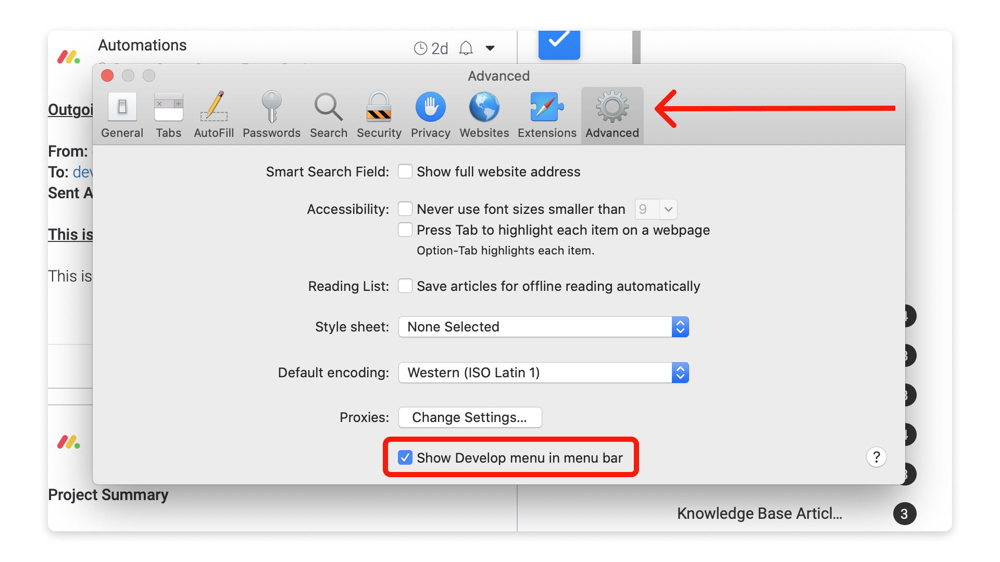 Automations
2d
Advanced
General Tabs AutoFill Passwords Search Security Privacy Websites Extensions Advanced
Outgoi
From:
To: dev
Sent A
This is
This is
Smart Search Field: Show full website address
Accessibility: Never use font sizes smaller than 9
Press Tab to highlight each item on a webpage
Option-Tab highlights each item.
Reading List: Save articles for offline reading automatically
Style sheet: None Selected
Default encoding: Western (ISO Latin 1)
Proxies: Change Settings...
Show Develop menu in menu bar
?
Project Summary
Knowledge Base Articl... 3